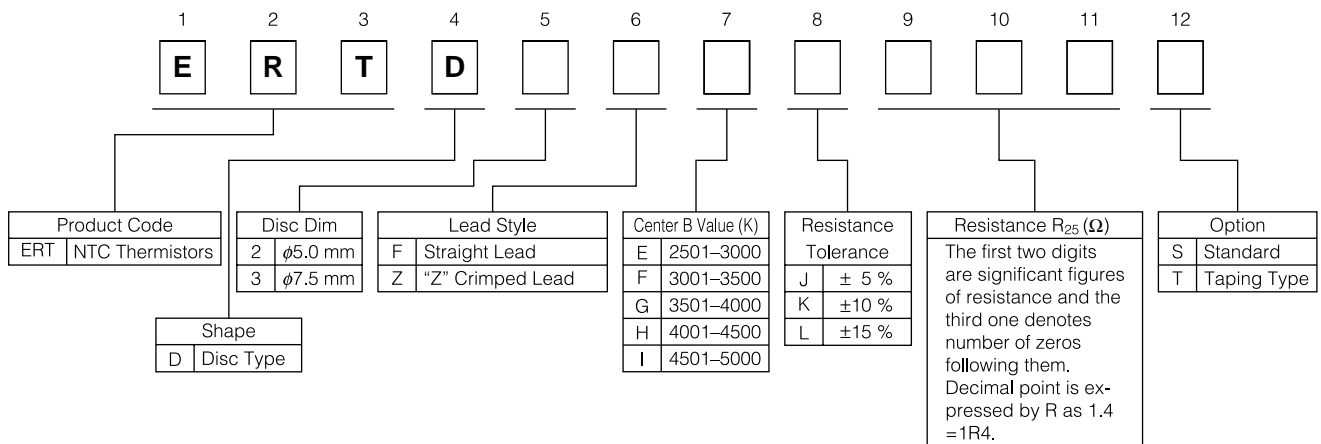 1 2 3 4 5 6 7 8 9 10 11 12
E R T D
Product Code
ERT NTC Thermistors
Shape
D Disc Type
Disc Dim
2 ϕ5.0 mm
3 ϕ7.5 mm
Lead Style
F Straight Lead
Z “Z” Crimped Lead
Center B Value (K)
E 2501–3000
F 3001–3500
G 3501–4000
H 4001–4500
I 4501–5000
Resistance
Tolerance
J ± 5 %
K ±10 %
L ±15 %
Resistance R25 (Ω)
The first two digits
are significant figures
of resistance and the
third one denotes
number of zeros
following them.
Decimal point is ex-
pressed by R as 1.4
=1R4.
Option
S Standard
T Taping Type